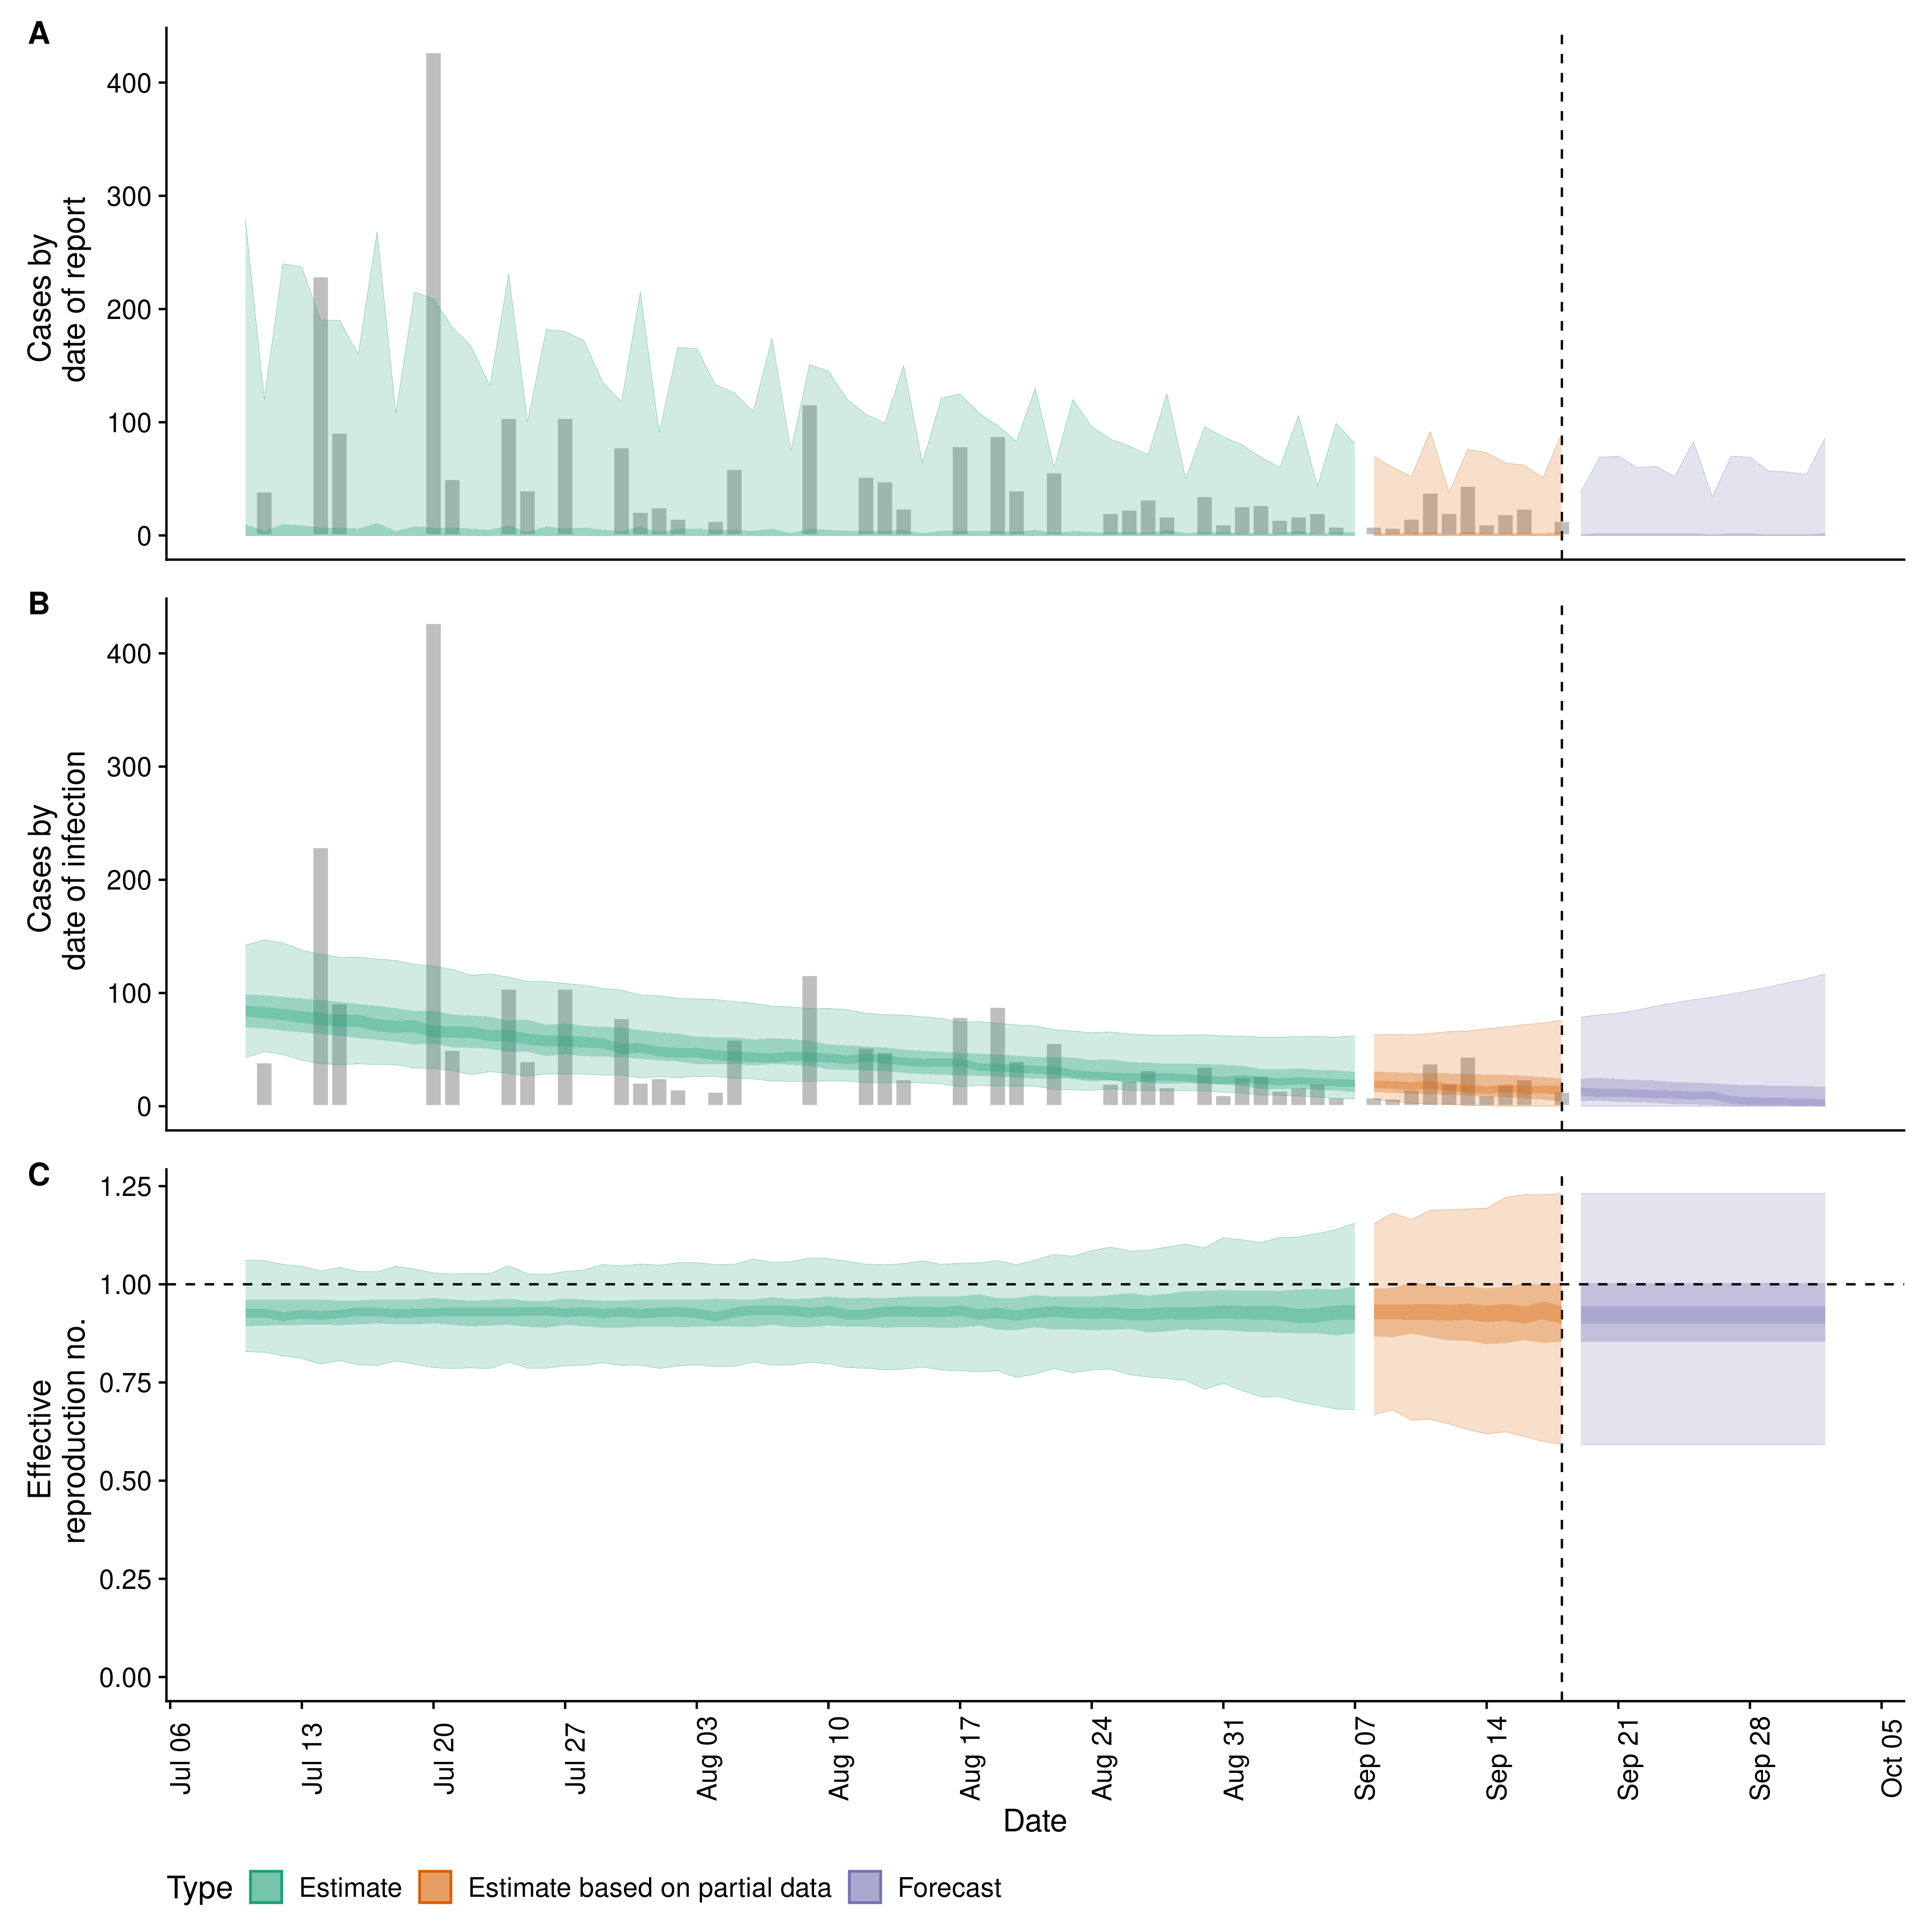 A
Cases by
date of report
400
300
200
100
0
B
Cases by
date of infection
400
300
200
100
0
C
Effective
reproduction no.
1.25
1.00
0.75
0.50
0.25
0.00
Jul 06
Jul 13
Jul 20
Jul 27
Aug 03
Aug 10
Aug 17
Aug 24
Aug 31
Sep 07
Sep 14
Sep 21
Sep 28
Oct 05
Date
Type Estimate Estimate based on partial data Forecast